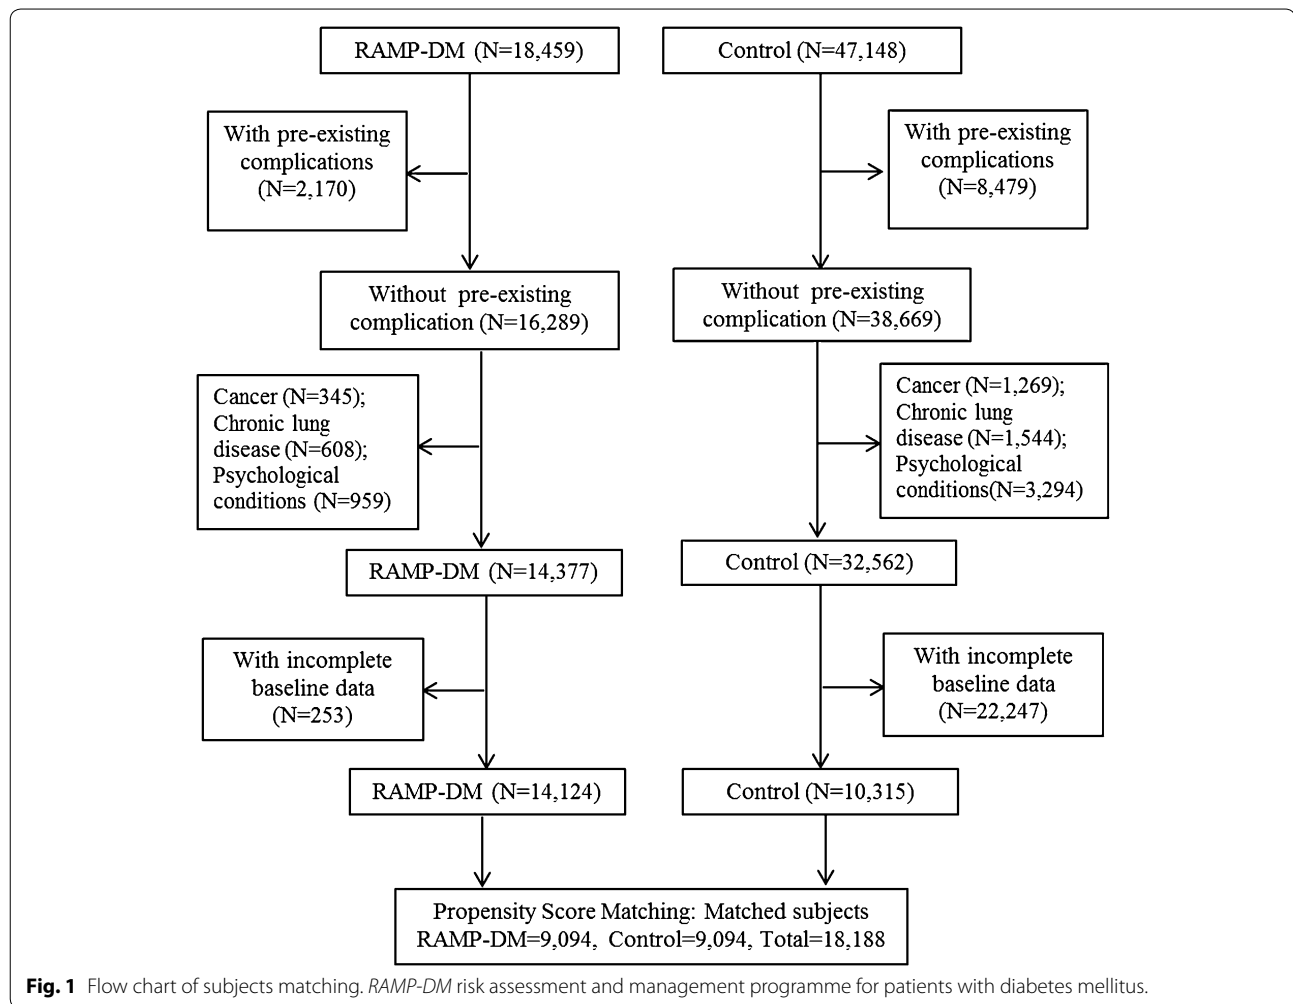 RAMP-DM (N=18,459)
Control (N=47,148)
With pre-existing
complications
(N=2,170)
With pre-existing
complications
(N=8,479)
Without pre-existing
complication (N=16,289)
Without pre-existing
complication (N=38,669)
Cancer (N=345);
Chronic lung
disease (N=608);
Psychological
conditions (N=959)
Cancer (N=1,269);
Chronic lung
disease (N=1,544);
Psychological
conditions(N=3,294)
RAMP-DM (N=14,377)
Control (N=32,562)
With incomplete
baseline data
(N=253)
With incomplete
baseline data
(N=22,247)
RAMP-DM (N=14,124)
Control (N=10,315)
Propensity Score Matching: Matched subjects
RAMP-DM=9,094, Control=9,094, Total=18,188
Fig. 1 Flow chart of subjects matching. RAMP-DM risk assessment and management programme for patients with diabetes mellitus.